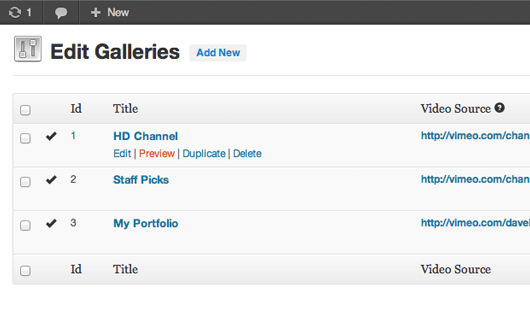 1 New
Edit Galleries Add New
Id Title Video Source
1 HD Channel http://vimeo.com/chan
Edit | Preview | Duplicate | Delete
2 Staff Picks http://vimeo.com/chan
3 My Portfolio http://vimeo.com/davel
Id Title Video Source